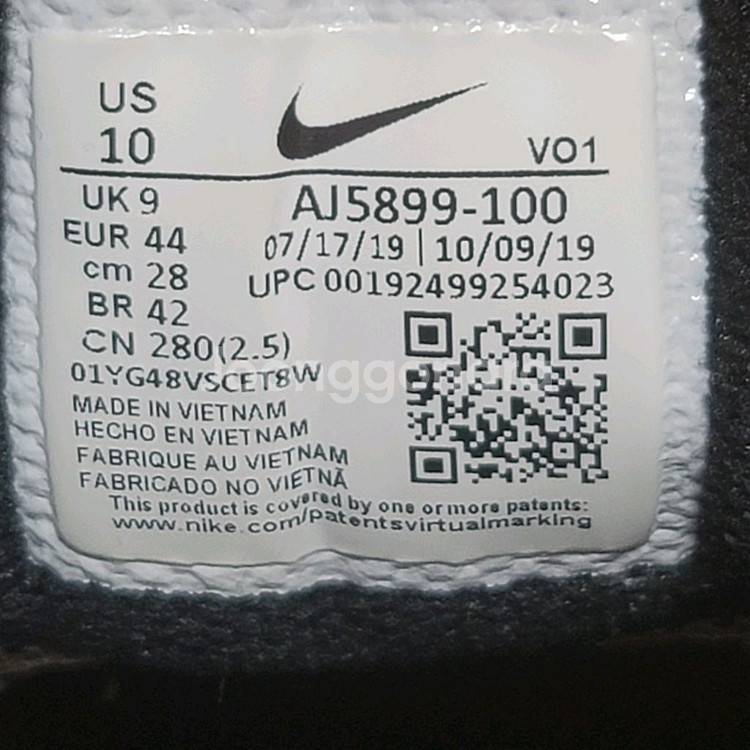 US
10
VO1
UK 9
EUR 44
cm 28
BR 42
CN 280(2.5)
01YG48VSCET8W
AJ5899-100
07/17/19 | 10/09/19
UPC 00192499254023
MADE IN VIETNAM
HECHO EN VIETNAM
FABRIQUE AU VIETNAM
FABRICADO NO VIETNÃ
This product is covered by one or more patents:
www.nike.com/patentsvirtualmarking